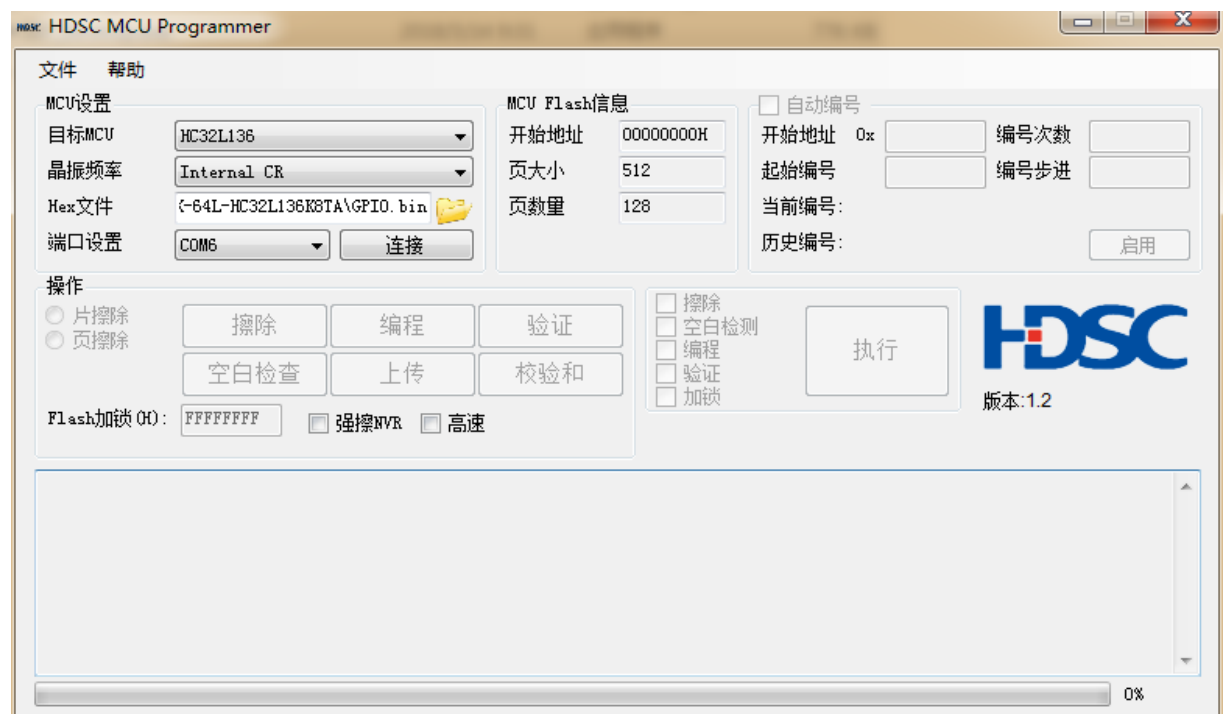 HDSC MCU Programmer
文件 帮助
MCU设置
目标MCU HC32L136
晶振频率 Internal CR
Hex文件 K-64L-HC32L136K8TA\GPIO.bin
端口设置 COM6 连接
MCU Flash信息
开始地址 00000000H
页大小 512
页数量 128
自动编号
开始地址 0x 编号次数
起始编号 编号步进
当前编号:
历史编号: 启用
操作
片擦除
页擦除
擦除 编程 验证
空白检查 上传 校验和
Flash加锁(H): FFFFFFFF 强擦NVR 高速
擦除
空白检测
编程
验证
加锁
执行
HDSC
版本:1.2
0%